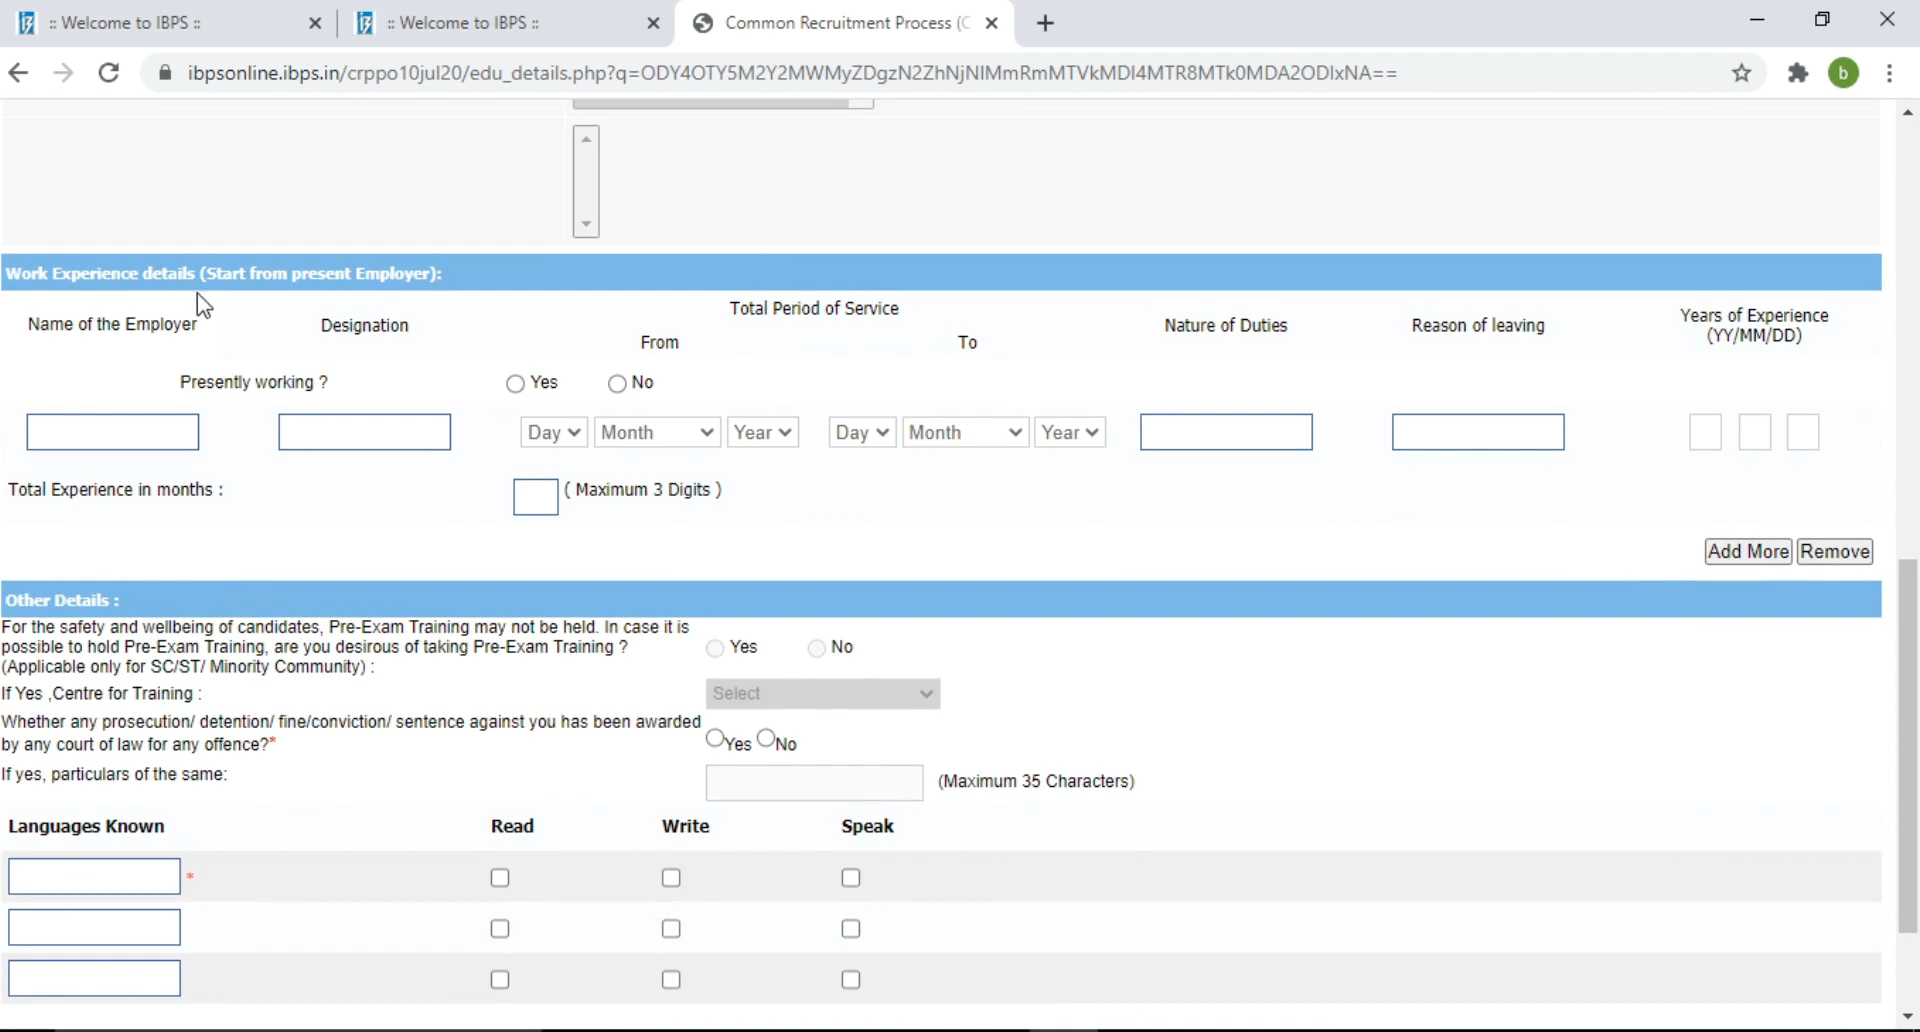 :: Welcome to IBPS ::
:: Welcome to IBPS ::
Common Recruitment Process (C
ibpsonline.ibps.in/crppo10jul20/edu_details.php?q=ODY4OTY5M2Y2MWMyZDgzN2ZhNjNIMmRmMTVkMDI4MTR8MTk0MDA2ODIxNA==
b
Work Experience details (Start from present Employer):
Name of the Employer
Designation
Total Period of Service
From
To
Nature of Duties
Reason of leaving
Years of Experience
(YY/MM/DD)
Presently working ?
Yes
No
Day
Month
Year
Day
Month
Year
Total Experience in months :
( Maximum 3 Digits )
Add More
Remove
Other Details :
For the safety and wellbeing of candidates, Pre-Exam Training may not be held. In case it is
possible to hold Pre-Exam Training, are you desirous of taking Pre-Exam Training ?
(Applicable only for SC/ST/ Minority Community) :
Yes
No
If Yes ,Centre for Training :
Select
Whether any prosecution/ detention/ fine/conviction/ sentence against you has been awarded
by any court of law for any offence?*
Yes
No
If yes, particulars of the same:
(Maximum 35 Characters)
Languages Known
Read
Write
Speak
*